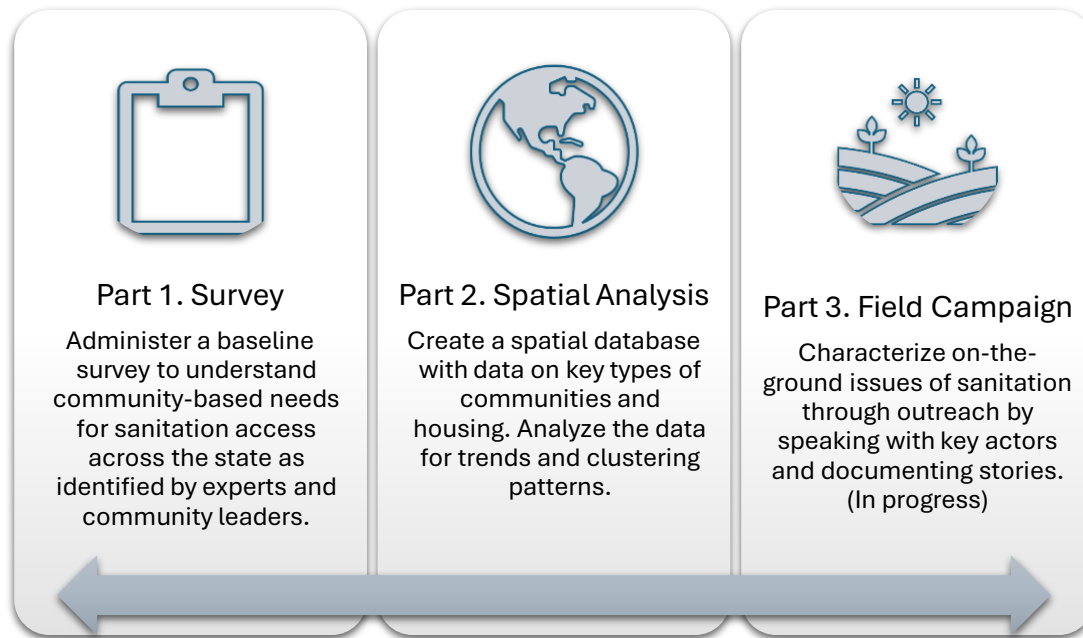 Part 1. Survey
Administer a baseline
survey to understand
community-based needs
for sanitation access
across the state as
identified by experts and
community leaders.
Part 2. Spatial Analysis
Create a spatial database
with data on key types of
communities and
housing. Analyze the data
for trends and clustering
patterns.
Part 3. Field Campaign
Characterize on-the-
ground issues of sanitation
through outreach by
speaking with key actors
and documenting stories.
(In progress)